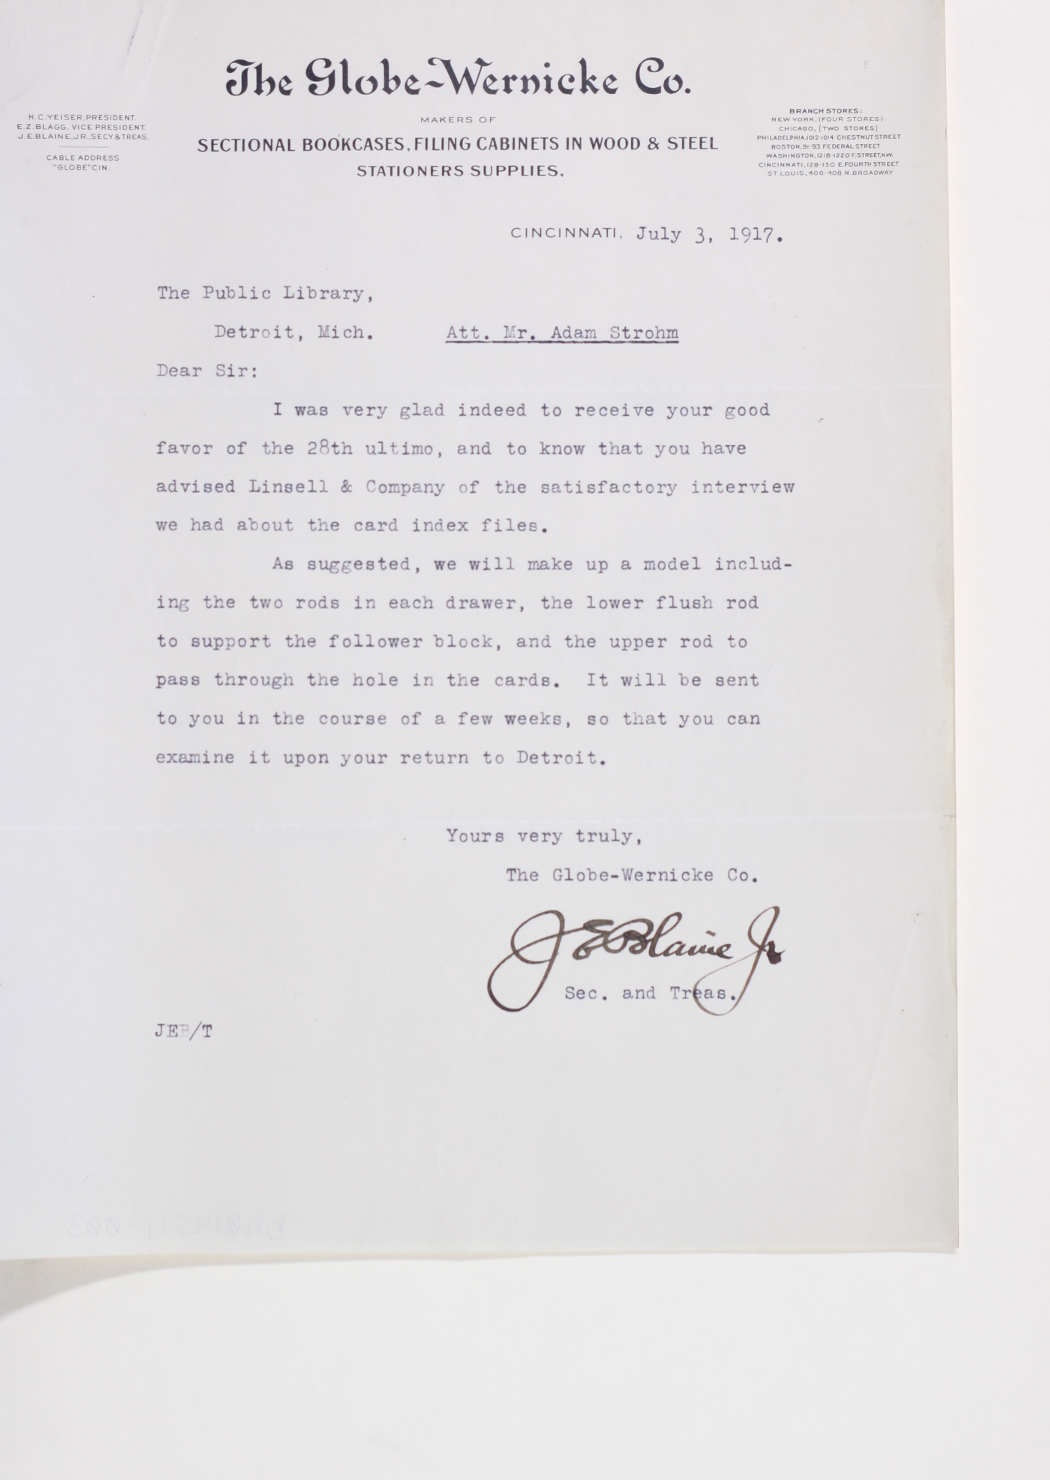 The Globe-Wernicke Co.
MAKERS OF
SECTIONAL BOOKCASES, FILING CABINETS IN WOOD & STEEL
STATIONERS SUPPLIES.
H.C.YEISER, PRESIDENT.
E.Z.BLAGG, VICE PRESIDENT.
J.E.BLAINE, JR, SECY & TREAS.
CABLE ADDRESS
"GLOBE" CIN.
BRANCH STORES:
NEW YORK, (FOUR STORES)
CHICAGO, (TWO STORES)
PHILADELPHIA, 1012-1014 CHESTNUT STREET
BOSTON, 91-93 FEDERAL STREET
WASHINGTON, 1218-1220 F. STREET, N.W.
CINCINNATI, 128-130 E. FOURTH STREET
ST. LOUIS, 406-408 N. BROADWAY
CINCINNATI, July 3, 1917.
The Public Library,
Detroit, Mich. Att. Mr. Adam Strohm
Dear Sir:
I was very glad indeed to receive your good
favor of the 28th ultimo, and to know that you have
advised Linsell & Company of the satisfactory interview
we had about the card index files.
As suggested, we will make up a model includ-
ing the two rods in each drawer, the lower flush rod
to support the follower block, and the upper rod to
pass through the hole in the cards. It will be sent
to you in the course of a few weeks, so that you can
examine it upon your return to Detroit.
Yours very truly,
The Globe-Wernicke Co.
J E Blaine Jr
Sec. and Treas.
JEB/T